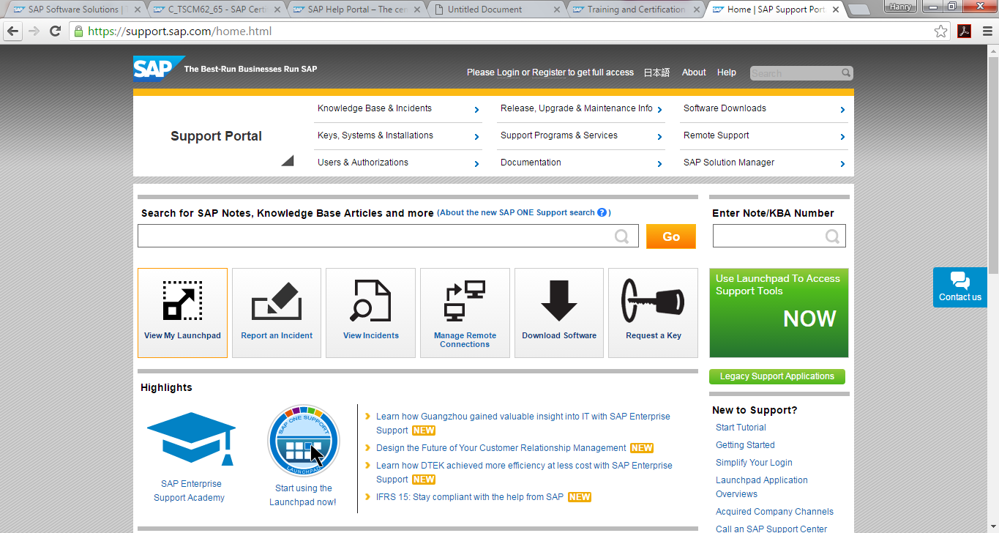 SAP Software Solutions | T
C_TSCM62_65 - SAP Certi
SAP Help Portal – The cen
Untitled Document
Training and Certification
Home | SAP Support Port
Hanry
https://support.sap.com/home.html
SAP The Best-Run Businesses Run SAP
Please Login or Register to get full access 日本語 About Help Search
Support Portal
Knowledge Base & Incidents
Release, Upgrade & Maintenance Info
Software Downloads
Keys, Systems & Installations
Support Programs & Services
Remote Support
Users & Authorizations
Documentation
SAP Solution Manager
Search for SAP Notes, Knowledge Base Articles and more (About the new SAP ONE Support search ? )
Go
Enter Note/KBA Number
View My Launchpad
Report an Incident
View Incidents
Manage Remote
Connections
Download Software
Request a Key
Use Launchpad To Access
Support Tools
NOW
Contact us
Legacy Support Applications
Highlights
SAP Enterprise
Support Academy
SAP ONE SUPPORT
LAUNCHPAD
Start using the
Launchpad now!
Learn how Guangzhou gained valuable insight into IT with SAP Enterprise
Support NEW
Design the Future of Your Customer Relationship Management NEW
Learn how DTEK achieved more efficiency at less cost with SAP Enterprise
Support NEW
IFRS 15: Stay compliant with the help from SAP NEW
New to Support?
Start Tutorial
Getting Started
Simplify Your Login
Launchpad Application
Overviews
Acquired Company Channels
Call an SAP Support Center